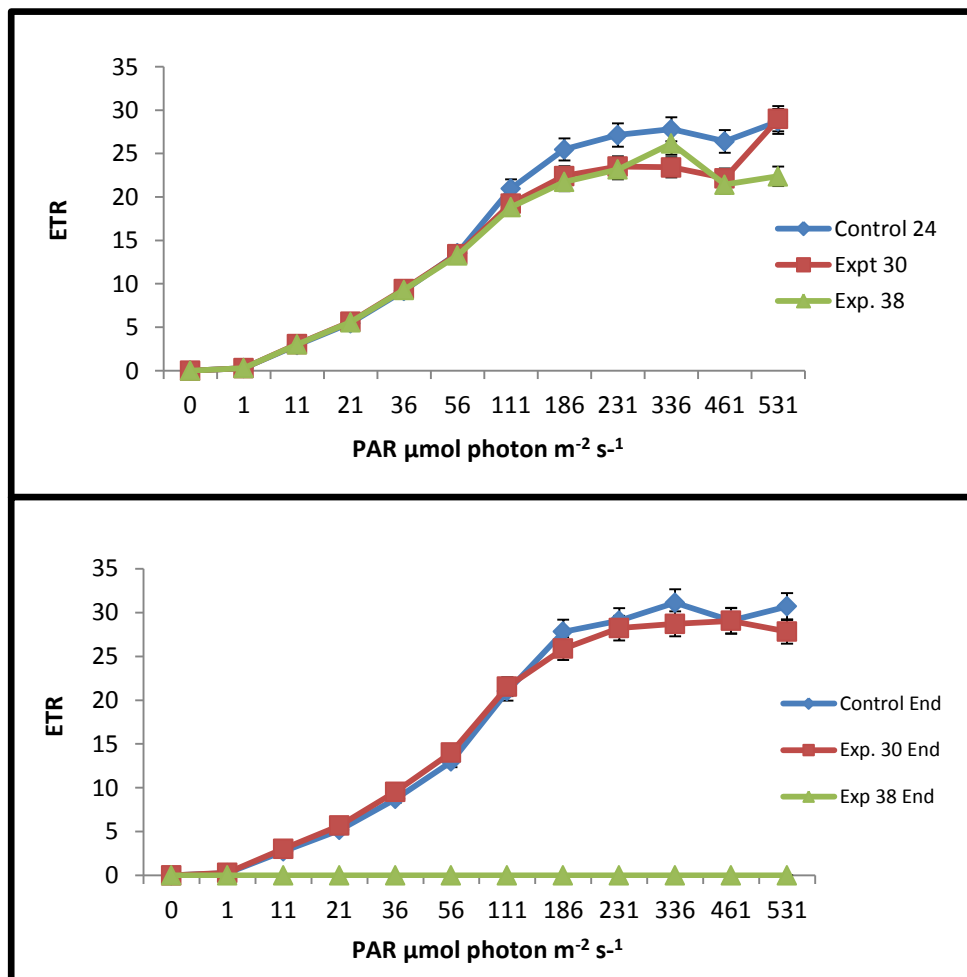 35
30
25
20
15
10
5
0
ETR
0 1 11 21 36 56 111 186 231 336 461 531
PAR µmol photon m-2 s-1
Control 24
Expt 30
Exp. 38
35
30
25
20
15
10
5
0
ETR
0 1 11 21 36 56 111 186 231 336 461 531
PAR µmol photon m-2 s-1
Control End
Exp. 30 End
Exp 38 End